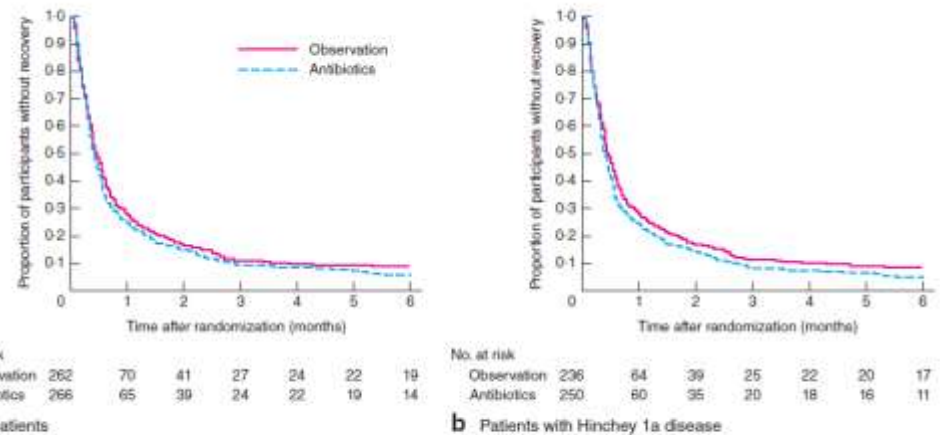 Proportion of participants without recovery
1·0
0·9
0·8
0·7
0·6
0·5
0·4
0·3
0·2
0·1
0 1 2 3 4 5 6
Time after randomization (months)
Observation
Antibiotics
k
vation 262 70 41 27 24 22 19
tics 266 65 39 24 22 19 14
atients
Proportion of participants without recovery
1·0
0·9
0·8
0·7
0·6
0·5
0·4
0·3
0·2
0·1
0 1 2 3 4 5 6
Time after randomization (months)
No. at risk
Observation 236 64 39 25 22 20 17
Antibiotics 250 60 35 20 18 16 11
b Patients with Hinchey 1a disease